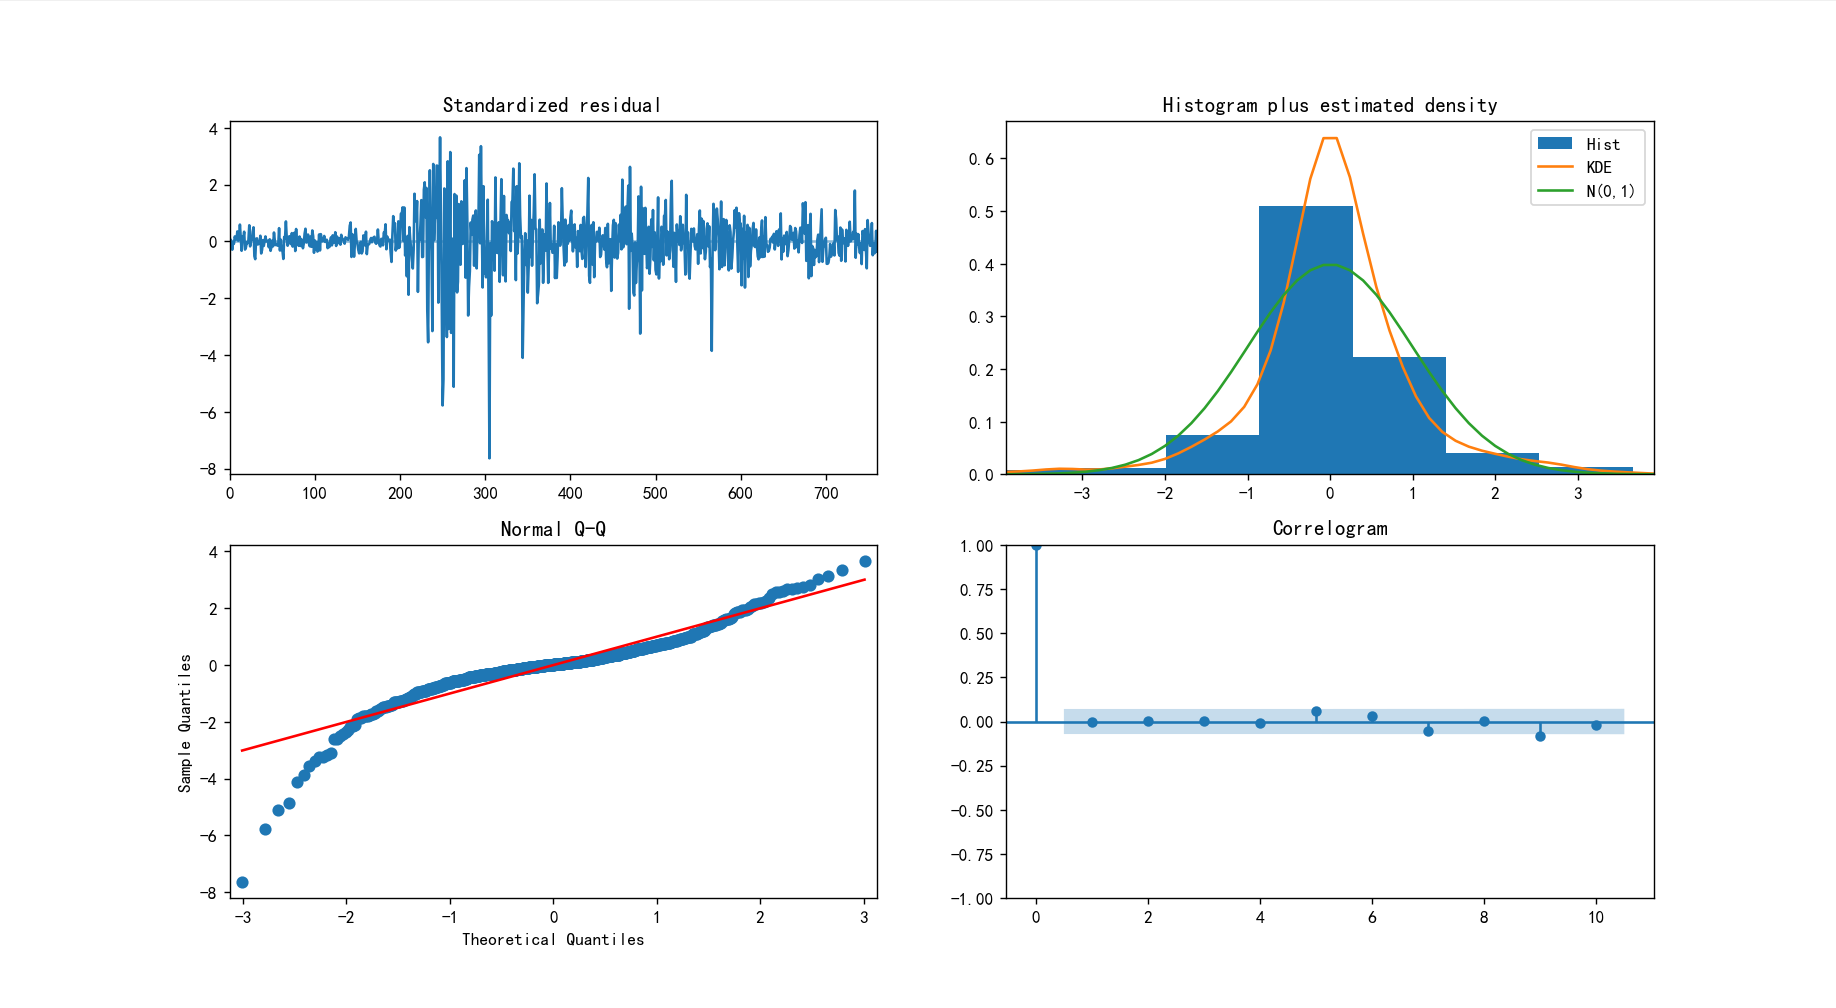 Standardized residual
4
2
0
−2
−4
−6
−8
0 100 200 300 400 500 600 700
Histogram plus estimated density
Hist
KDE
N(0,1)
0.6
0.5
0.4
0.3
0.2
0.1
0.0
−3 −2 −1 0 1 2 3
Normal Q−Q
Sample Quantiles
4
2
0
−2
−4
−6
−8
−3 −2 −1 0 1 2 3
Theoretical Quantiles
Correlogram
1.00
0.75
0.50
0.25
0.00
−0.25
−0.50
−0.75
−1.00
0 2 4 6 8 10